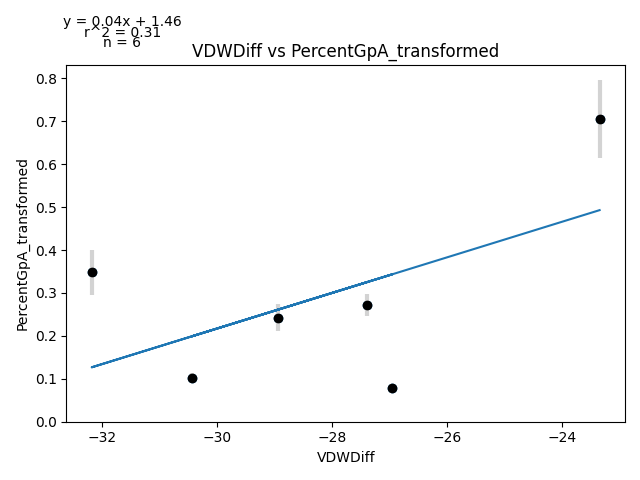 y = 0.04x + 1.46
r^2 = 0.31
n = 6
VDWDiff vs PercentGpA_transformed
PercentGpA_transformed
0.8
0.7
0.6
0.5
0.4
0.3
0.2
0.1
0.0
−32
−30
−28
−26
−24
VDWDiff